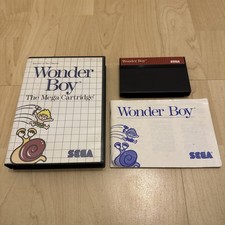 Wonder
Boy
The Mega Cartridge
SEGA
Wonder Boy
SEGA
Wonder Boy
SEGA